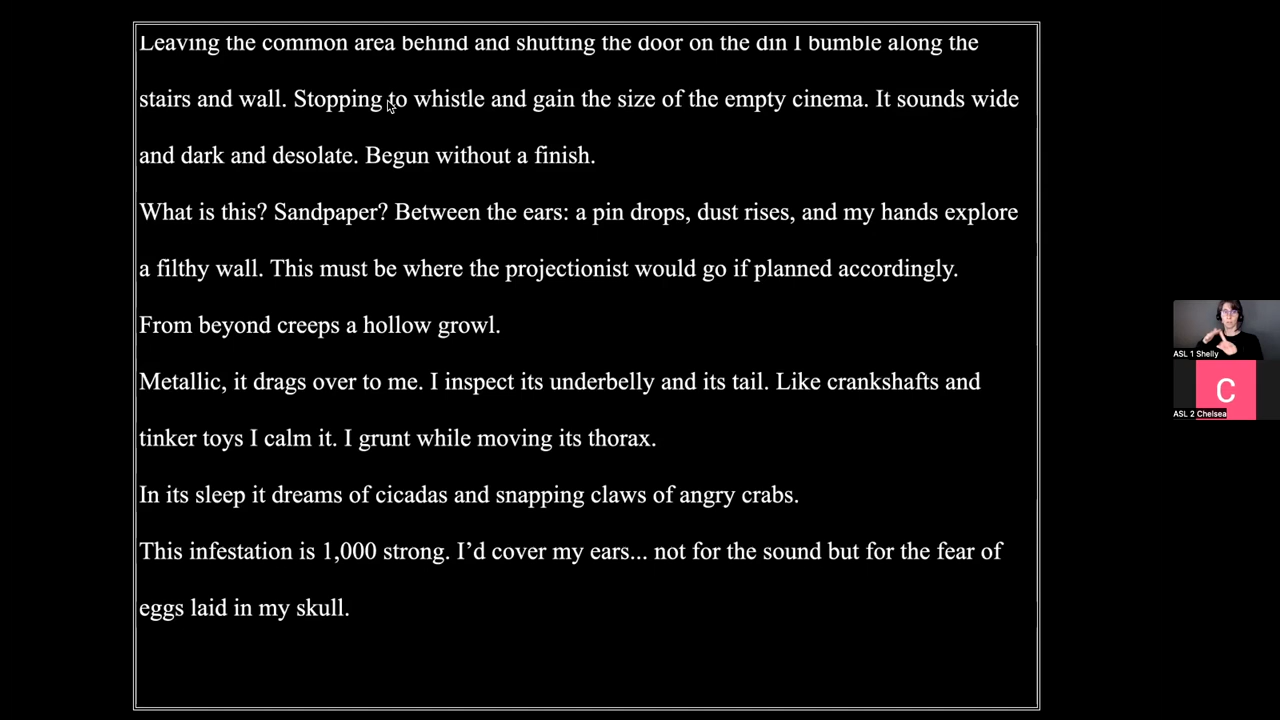 Leaving the common area behind and shutting the door on the din I bumble along the
stairs and wall. Stopping to whistle and gain the size of the empty cinema. It sounds wide
and dark and desolate. Begun without a finish.
What is this? Sandpaper? Between the ears: a pin drops, dust rises, and my hands explore
a filthy wall. This must be where the projectionist would go if planned accordingly.
From beyond creeps a hollow growl.
Metallic, it drags over to me. I inspect its underbelly and its tail. Like crankshafts and
tinker toys I calm it. I grunt while moving its thorax.
In its sleep it dreams of cicadas and snapping claws of angry crabs.
This infestation is 1,000 strong. I’d cover my ears... not for the sound but for the fear of
eggs laid in my skull.
ASL 1 Shelly
C
ASL 2 Chelsea